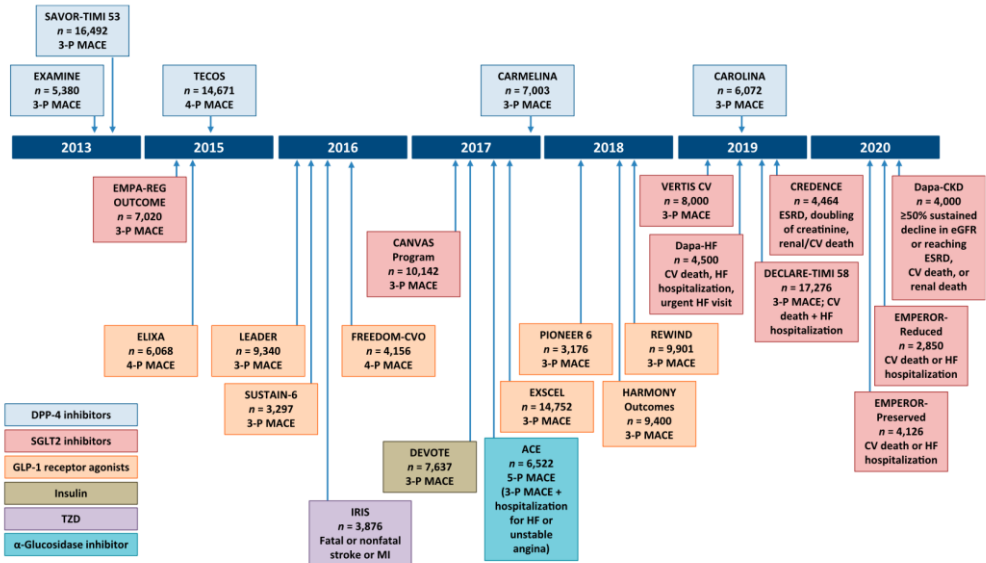 SAVOR-TIMI 53
n = 16,492
3-P MACE
EXAMINE
n = 5,380
3-P MACE
TECOS
n = 14,671
4-P MACE
CARMELINA
n = 7,003
3-P MACE
CAROLINA
n = 6,072
3-P MACE
2013
2015
2016
2017
2018
2019
2020
EMPA-REG
OUTCOME
n = 7,020
3-P MACE
CANVAS
Program
n = 10,142
3-P MACE
VERTIS CV
n = 8,000
3-P MACE
CREDENCE
n = 4,464
ESRD, doubling
of creatinine,
renal/CV death
Dapa-CKD
n = 4,000
≥50% sustained
decline in eGFR
or reaching
ESRD,
CV death, or
renal death
Dapa-HF
n = 4,500
CV death, HF
hospitalization,
urgent HF visit
DECLARE-TIMI 58
n = 17,276
3-P MACE; CV
death + HF
hospitalization
ELIXA
n = 6,068
4-P MACE
LEADER
n = 9,340
3-P MACE
FREEDOM-CVO
n = 4,156
4-P MACE
PIONEER 6
n = 3,176
3-P MACE
REWIND
n = 9,901
3-P MACE
EMPEROR-
Reduced
n = 2,850
CV death or HF
hospitalization
SUSTAIN-6
n = 3,297
3-P MACE
EXSCEL
n = 14,752
3-P MACE
HARMONY
Outcomes
n = 9,400
3-P MACE
EMPEROR-
Preserved
n = 4,126
CV death or HF
hospitalization
DEVOTE
n = 7,637
3-P MACE
ACE
n = 6,522
5-P MACE
(3-P MACE +
hospitalization
for HF or
unstable
angina)
IRIS
n = 3,876
Fatal or nonfatal
stroke or MI
DPP-4 inhibitors
SGLT2 inhibitors
GLP-1 receptor agonists
Insulin
TZD
α-Glucosidase inhibitor